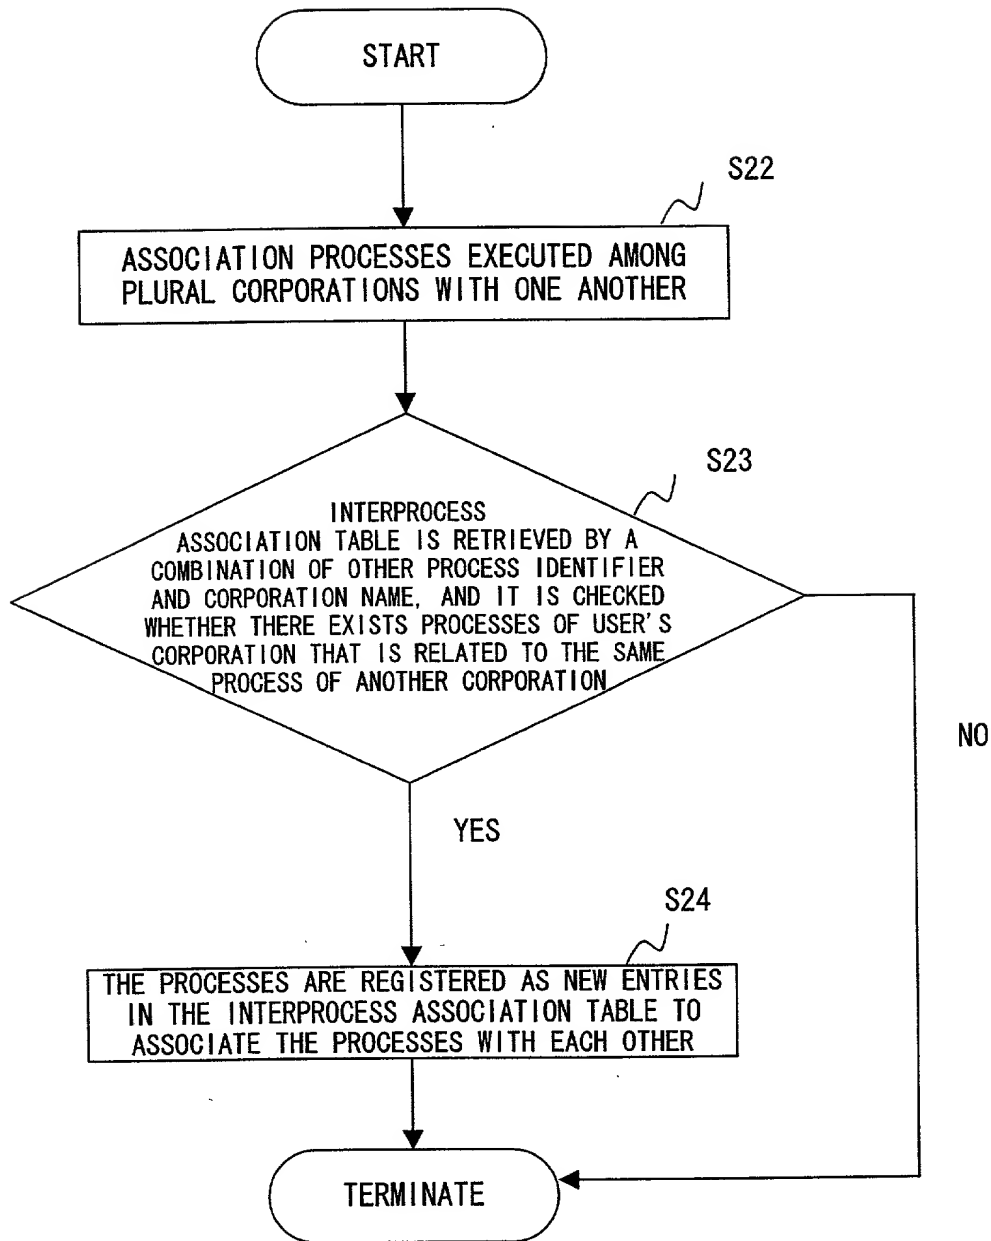 START
S22
ASSOCIATION PROCESSES EXECUTED AMONG
PLURAL CORPORATIONS WITH ONE ANOTHER
S23
INTERPROCESS
ASSOCIATION TABLE IS RETRIEVED BY A
COMBINATION OF OTHER PROCESS IDENTIFIER
AND CORPORATION NAME, AND IT IS CHECKED
WHETHER THERE EXISTS PROCESSES OF USER'S
CORPORATION THAT IS RELATED TO THE SAME
PROCESS OF ANOTHER CORPORATION
NO
YES
S24
THE PROCESSES ARE REGISTERED AS NEW ENTRIES
IN THE INTERPROCESS ASSOCIATION TABLE TO
ASSOCIATE THE PROCESSES WITH EACH OTHER
TERMINATE